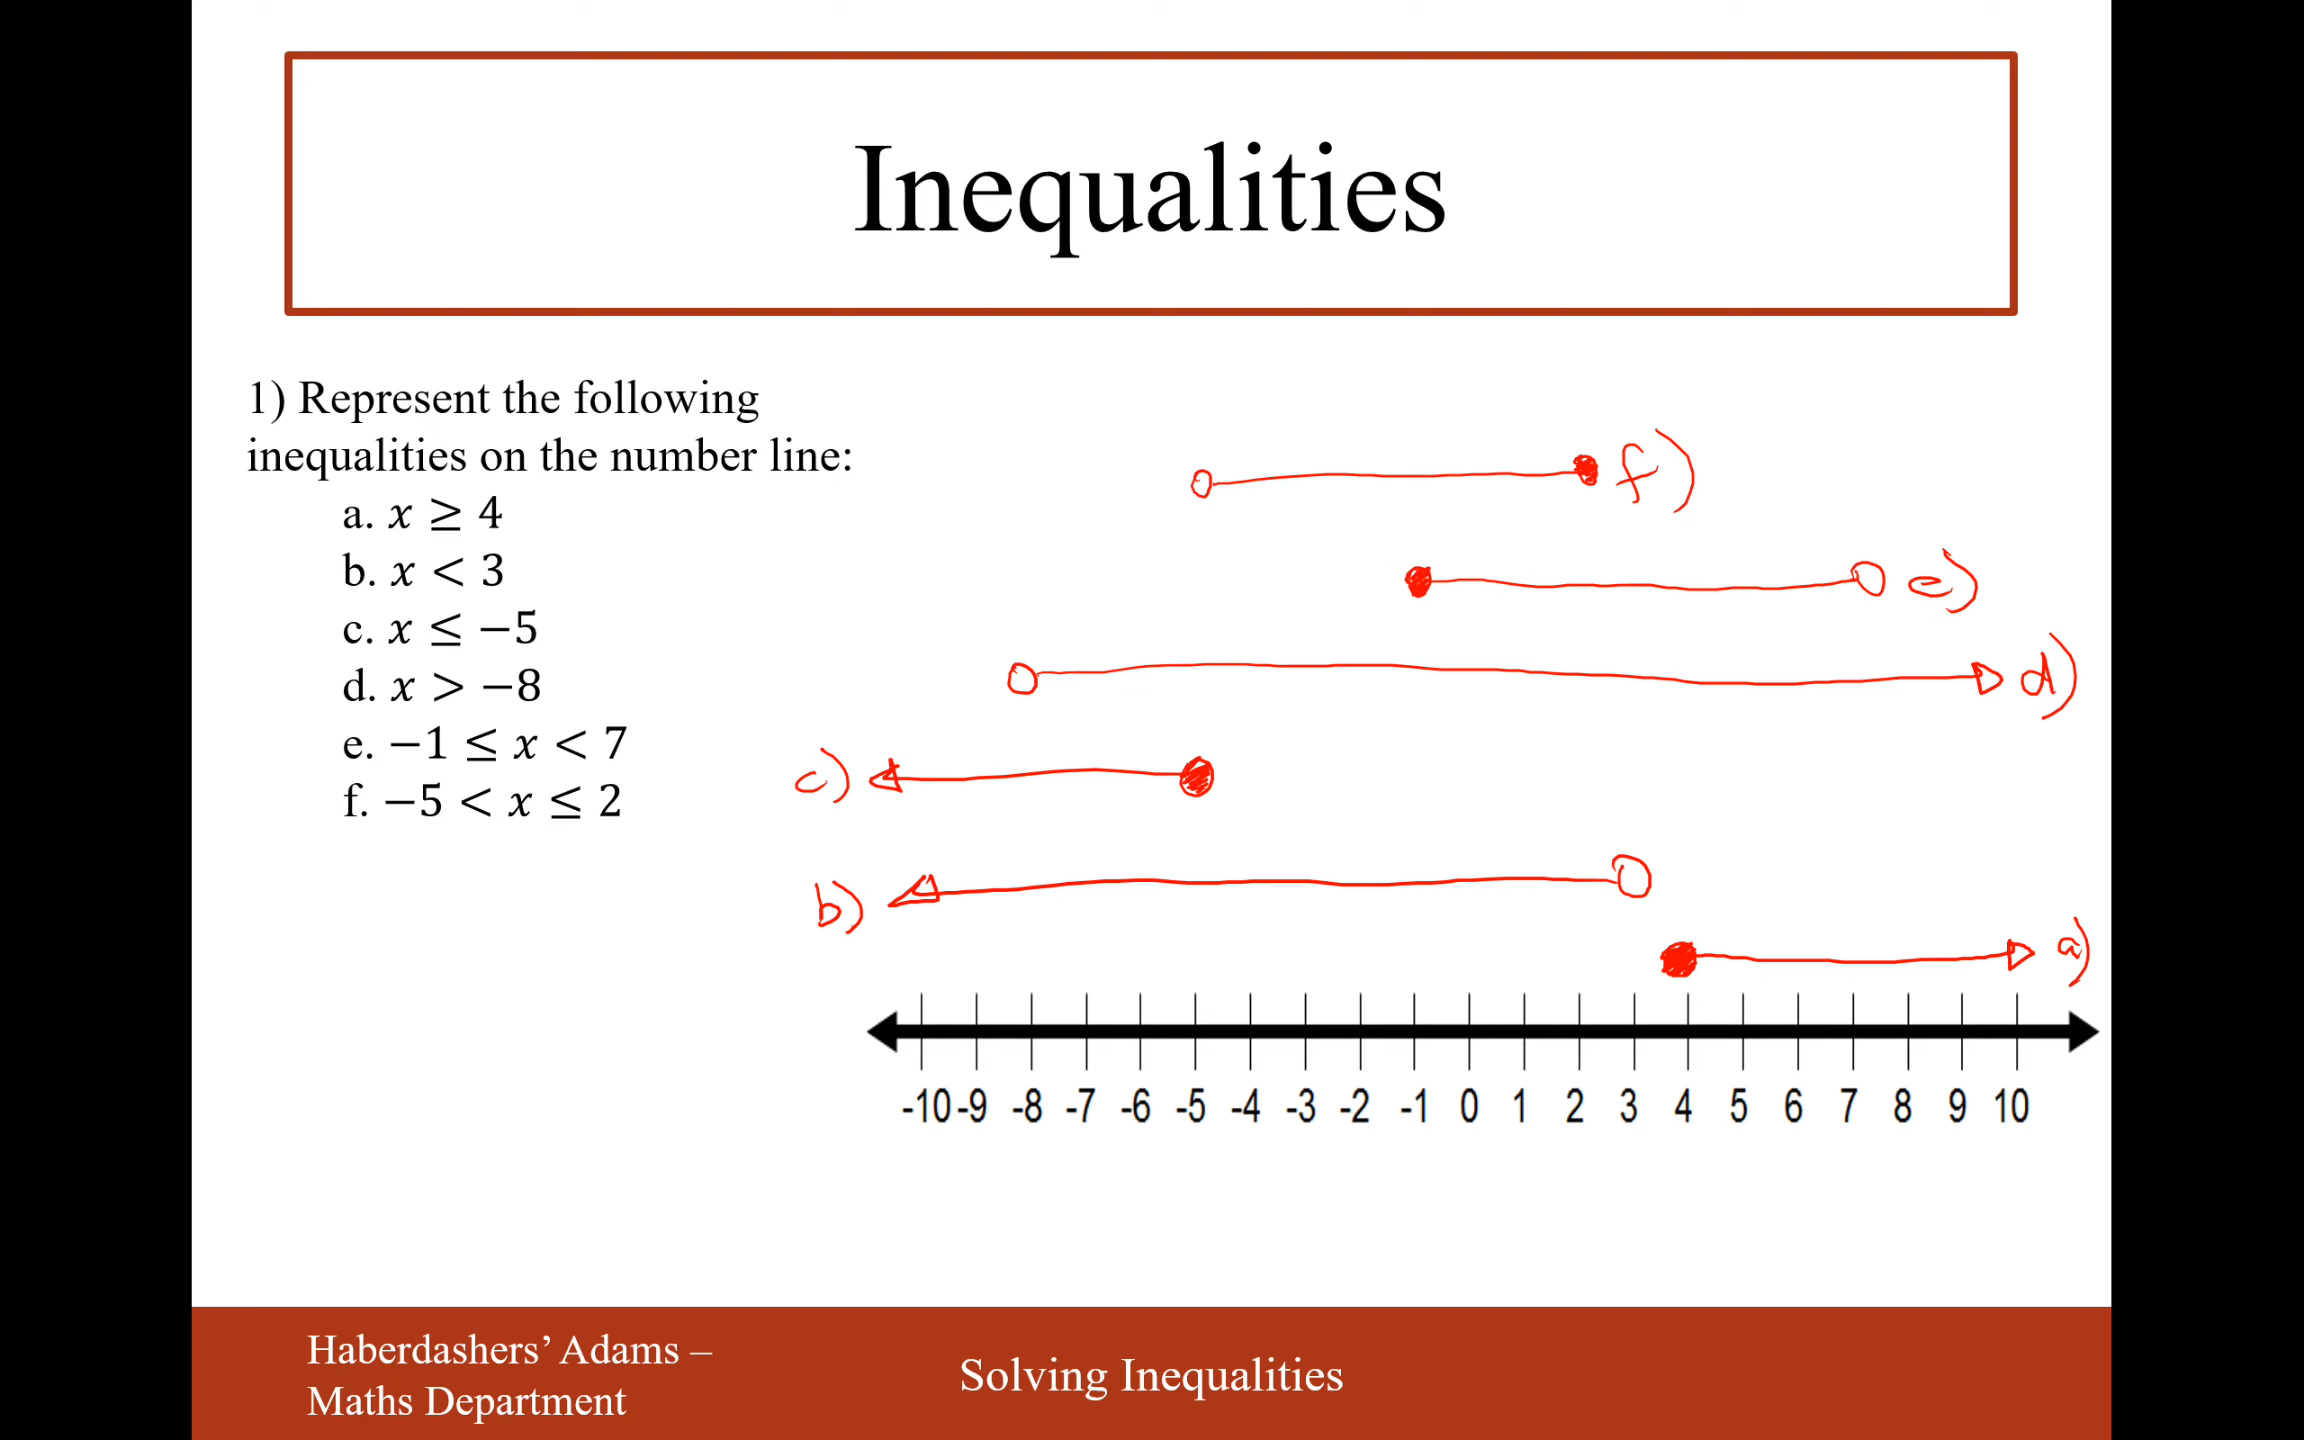 Inequalities
1) Represent the following
inequalities on the number line:
a. x ≥ 4
b. x < 3
c. x ≤ −5
d. x > −8
e. −1 ≤ x < 7
f. −5 < x ≤ 2
f)
e)
d)
c)
b)
a)
-10 -9 -8 -7 -6 -5 -4 -3 -2 -1 0 1 2 3 4 5 6 7 8 9 10
Haberdashers’ Adams –
Maths Department
Solving Inequalities